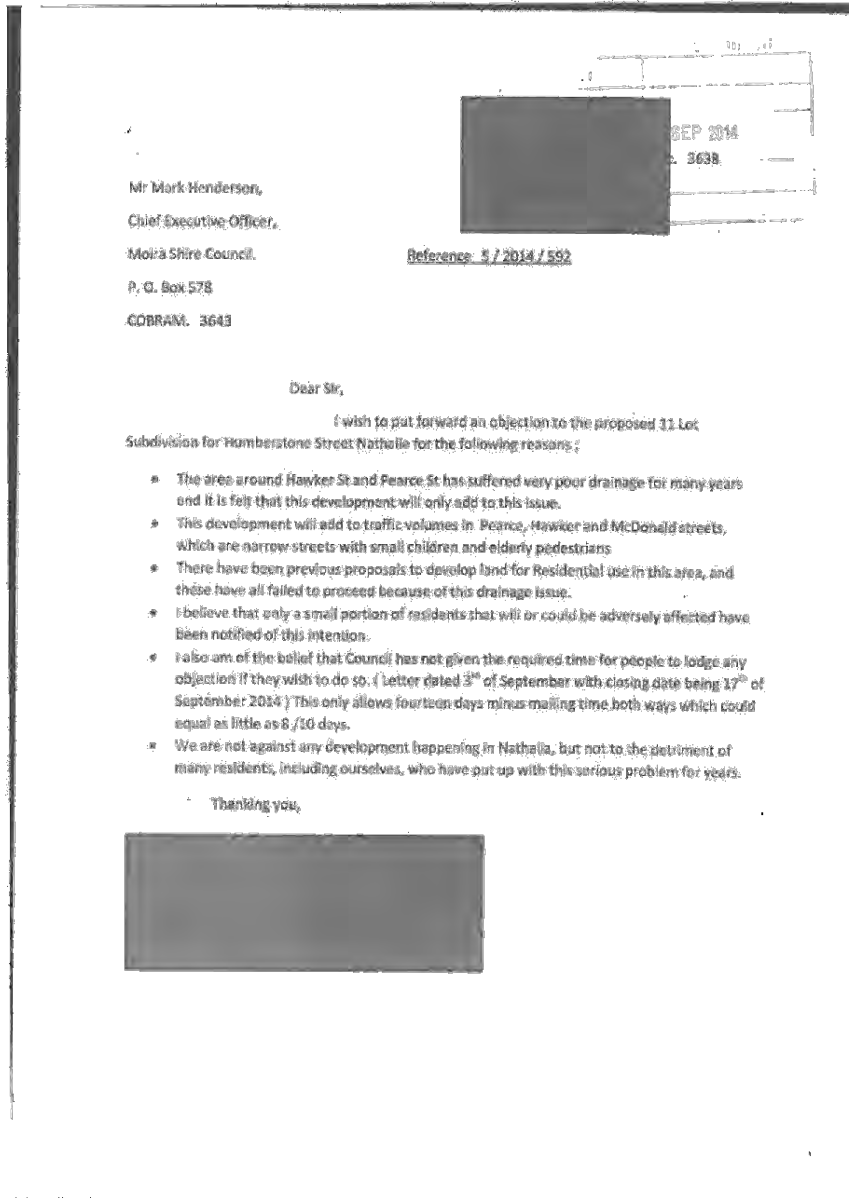 SEP 2014
3638
Mr Mark Henderson,
Chief Executive Officer,
Moira Shire Council.
Reference 5 / 2014 / 592
P. O. Box 578
COBRAM. 3643
Dear Sir,
I wish to put forward an objection to the proposed 11 Lot
Subdivision for Humberstone Street Nathalia for the following reasons ;
• The area around Hawker St and Pearce St has suffered very poor drainage for many years
and it is felt that this development will only add to this issue.
• This development will add to traffic volumes in Pearce, Hawker and McDonald streets,
which are narrow streets with small children and elderly pedestrians
• There have been previous proposals to develop land for Residential use in this area, and
these have all failed to proceed because of this drainage issue.
• I believe that only a small portion of residents that will or could be adversely affected have
been notified of this intention.
• I also am of the belief that Council has not given the required time for people to lodge any
objection if they wish to do so. ( Letter dated 3rd of September with closing date being 17th of
September 2014 ) This only allows fourteen days minus mailing time both ways which could
equal as little as 8 /10 days.
• We are not against any development happening in Nathalia, but not to the detriment of
many residents, including ourselves, who have put up with this serious problem for years.
Thanking you,